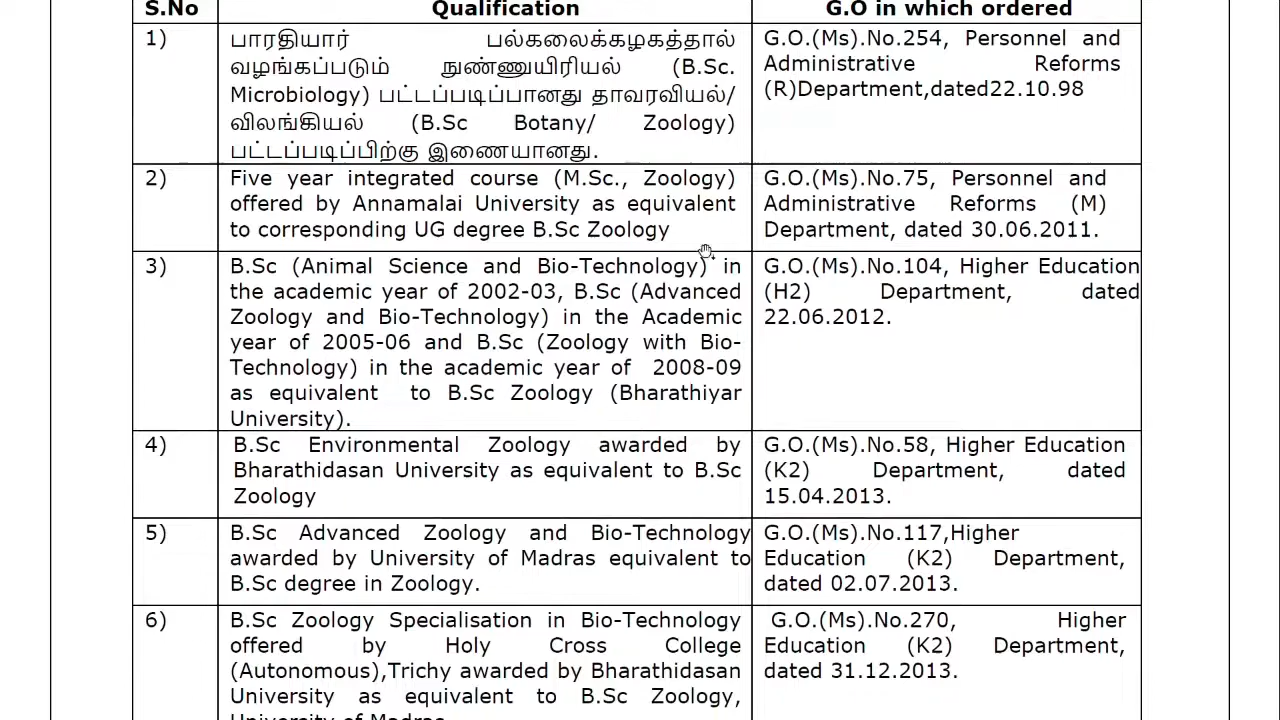 S.No Qualification G.O in which ordered
1) பாரதியார் பல்கலைக்கழகத்தால் G.O.(Ms).No.254, Personnel and
வழங்கப்படும் நுண்ணுயிரியல் (B.Sc. Administrative Reforms
Microbiology) பட்டப்படிப்பானது தாவரவியல்/ (R)Department,dated22.10.98
விலங்கியல் (B.Sc Botany/ Zoology)
பட்டப்படிப்பிற்கு இணையானது.
2) Five year integrated course (M.Sc., Zoology) G.O.(Ms).No.75, Personnel and
offered by Annamalai University as equivalent Administrative Reforms (M)
to corresponding UG degree B.Sc Zoology Department, dated 30.06.2011.
3) B.Sc (Animal Science and Bio-Technology) in G.O.(Ms).No.104, Higher Education
the academic year of 2002-03, B.Sc (Advanced (H2) Department, dated
Zoology and Bio-Technology) in the Academic 22.06.2012.
year of 2005-06 and B.Sc (Zoology with Bio-
Technology) in the academic year of 2008-09
as equivalent to B.Sc Zoology (Bharathiyar
University).
4) B.Sc Environmental Zoology awarded by G.O.(Ms).No.58, Higher Education
Bharathidasan University as equivalent to B.Sc (K2) Department, dated
Zoology 15.04.2013.
5) B.Sc Advanced Zoology and Bio-Technology G.O.(Ms).No.117,Higher
awarded by University of Madras equivalent to Education (K2) Department,
B.Sc degree in Zoology. dated 02.07.2013.
6) B.Sc Zoology Specialisation in Bio-Technology G.O.(Ms).No.270, Higher
offered by Holy Cross College Education (K2) Department,
(Autonomous),Trichy awarded by Bharathidasan dated 31.12.2013.
University as equivalent to B.Sc Zoology,
University of Madras